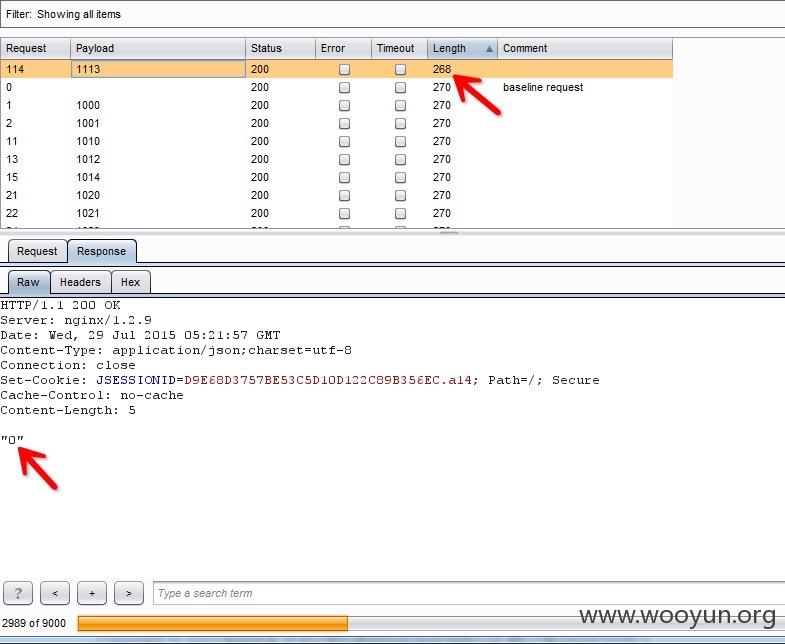 Filter: Showing all items
Request Payload Status Error Timeout Length Comment
114 1113 200 268
0 200 270 baseline request
1 1000 200 270
2 1001 200 270
11 1010 200 270
13 1012 200 270
15 1014 200 270
21 1020 200 270
22 1021 200 270
Request Response
Raw Headers Hex
HTTP/1.1 200 OK
Server: nginx/1.2.9
Date: Wed, 29 Jul 2015 05:21:57 GMT
Content-Type: application/json;charset=utf-8
Connection: close
Set-Cookie: JSESSIONID=D9E68D3757BE53C5D10D122C89B356EC.a14; Path=/; Secure
Cache-Control: no-cache
Content-Length: 5
"0"
? < + > Type a search term
2989 of 9000
www.wooyun.org